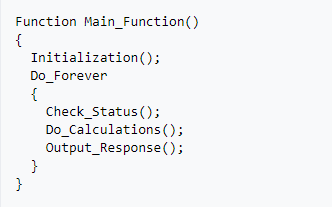 Function Main_Function()
{
  Initialization();
  Do_Forever
  {
    Check_Status();
    Do_Calculations();
    Output_Response();
  }
}